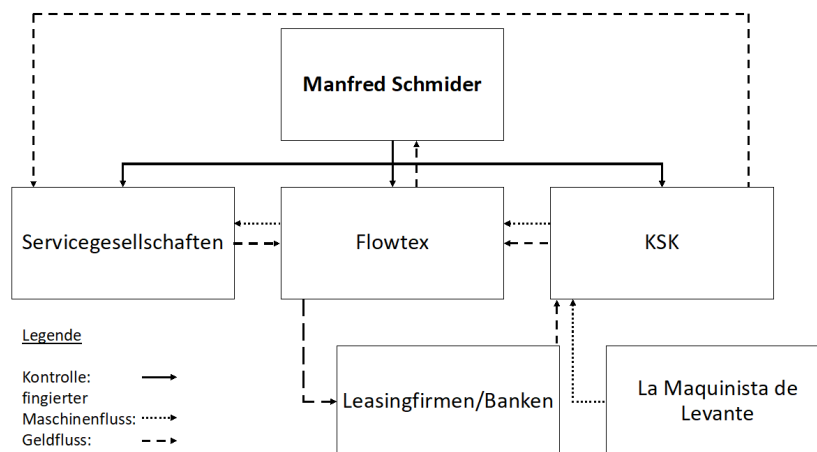 Manfred Schmider
Servicegesellschaften
Flowtex
KSK
Legende
Kontrolle:
fingierter
Maschinenfluss:
Geldfluss:
Leasingfirmen/Banken
La Maquinista de
Levante